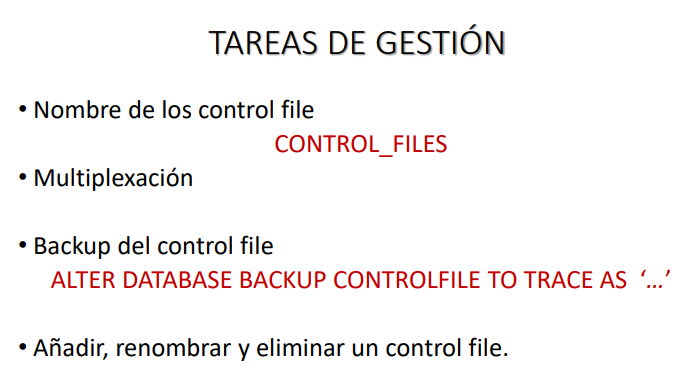 TAREAS DE GESTIÓN
• Nombre de los control file
CONTROL_FILES
• Multiplexación
• Backup del control file
ALTER DATABASE BACKUP CONTROLFILE TO TRACE AS ‘…’
• Añadir, renombrar y eliminar un control file.